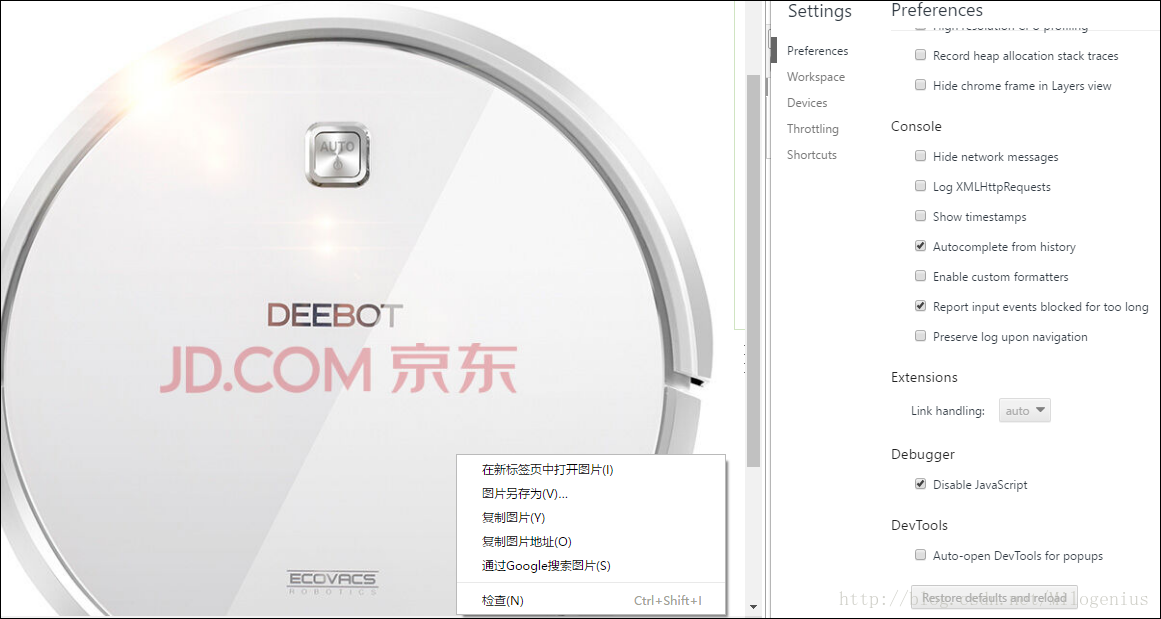 AUTO
DEEBOT
JD.COM 京东
ECOVACS
ROBOTICS
在新标签页中打开图片(I)
图片另存为(V)...
复制图片(Y)
复制图片地址(O)
通过Google搜索图片(S)
检查(N) Ctrl+Shift+I
Settings
Preferences
Workspace
Devices
Throttling
Shortcuts
Preferences
High resolution CPU profiling
Record heap allocation stack traces
Hide chrome frame in Layers view
Console
Hide network messages
Log XMLHttpRequests
Show timestamps
Autocomplete from history
Enable custom formatters
Report input events blocked for too long
Preserve log upon navigation
Extensions
Link handling: auto
Debugger
Disable JavaScript
DevTools
Auto-open DevTools for popups
Restore defaults and reload